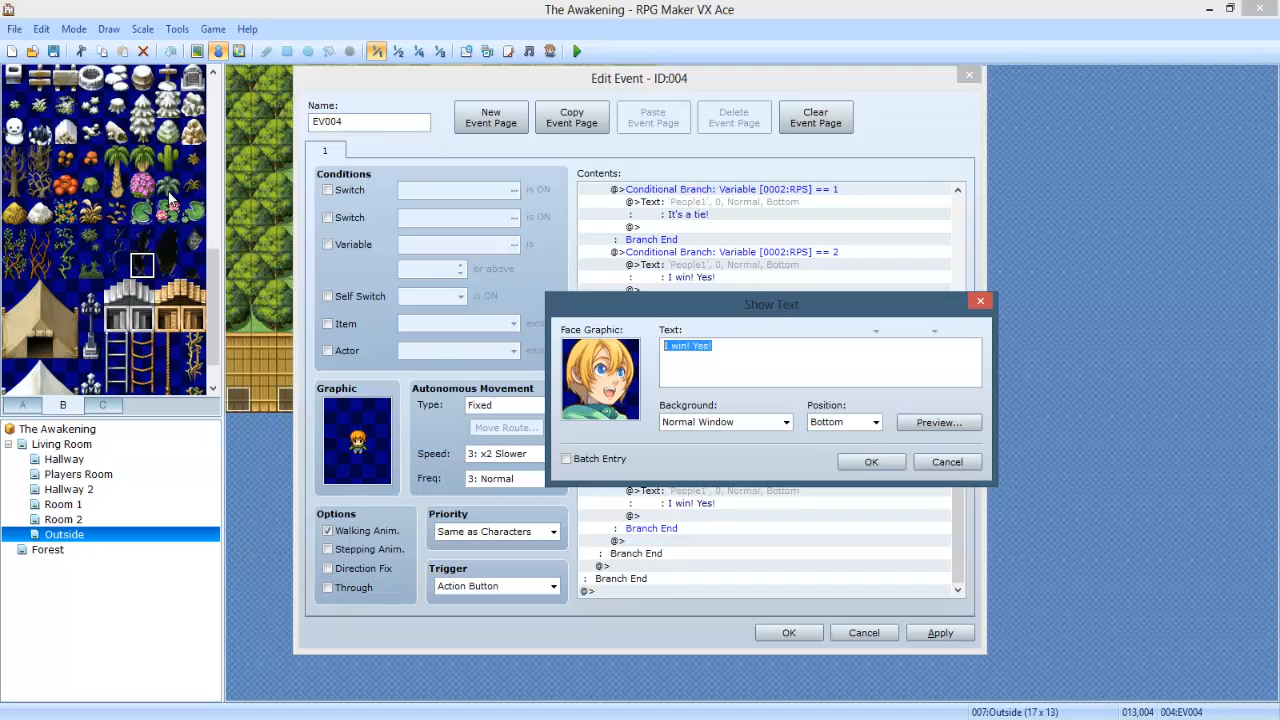 The Awakening - RPG Maker VX Ace
File Edit Mode Draw Scale Tools Game Help
Edit Event - ID:004
Name:
EV004
New Event Page
Copy Event Page
Paste Event Page
Delete Event Page
Clear Event Page
1
Conditions
Switch
... is ON
Switch
... is ON
Variable
... is
or above
Self Switch
is ON
Item
Actor
Graphic
Autonomous Movement
Type:
Fixed
Move Route...
Speed:
3: x2 Slower
Freq:
3: Normal
Options
Walking Anim.
Stepping Anim.
Direction Fix
Through
Priority
Same as Characters
Trigger
Action Button
Contents:
@>Conditional Branch: Variable [0002:RPS] == 1
@>Text: 'People1', 0, Normal, Bottom
: : It's a tie!
@>
: Branch End
@>Conditional Branch: Variable [0002:RPS] == 2
@>Text: 'People1', 0, Normal, Bottom
: : I win! Yes!
@>Text: 'People1', 0, Normal, Bottom
: : I win! Yes!
@>
: Branch End
@>
: Branch End
@>
: Branch End
@>
Show Text
Face Graphic:
Text:
I win! Yes!
Background:
Normal Window
Position:
Bottom
Preview...
Batch Entry
OK
Cancel
OK
Cancel
Apply
A B C
The Awakening
Living Room
Hallway
Players Room
Hallway 2
Room 1
Room 2
Outside
Forest
007:Outside (17 x 13)
013,004
004:EV004